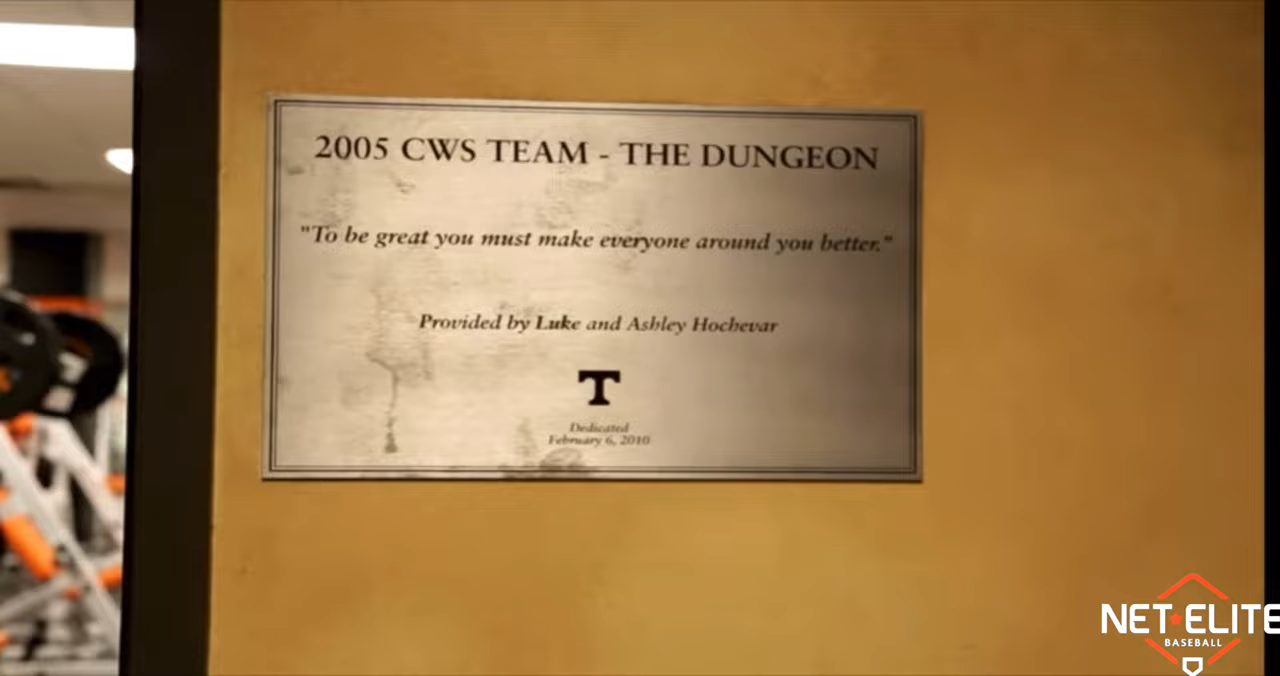 2005 CWS TEAM - THE DUNGEON
"To be great you must make everyone around you better."
Provided by Luke and Ashley Hochevar
T
Dedicated
February 6, 2010
NET ELITE
BASEBALL